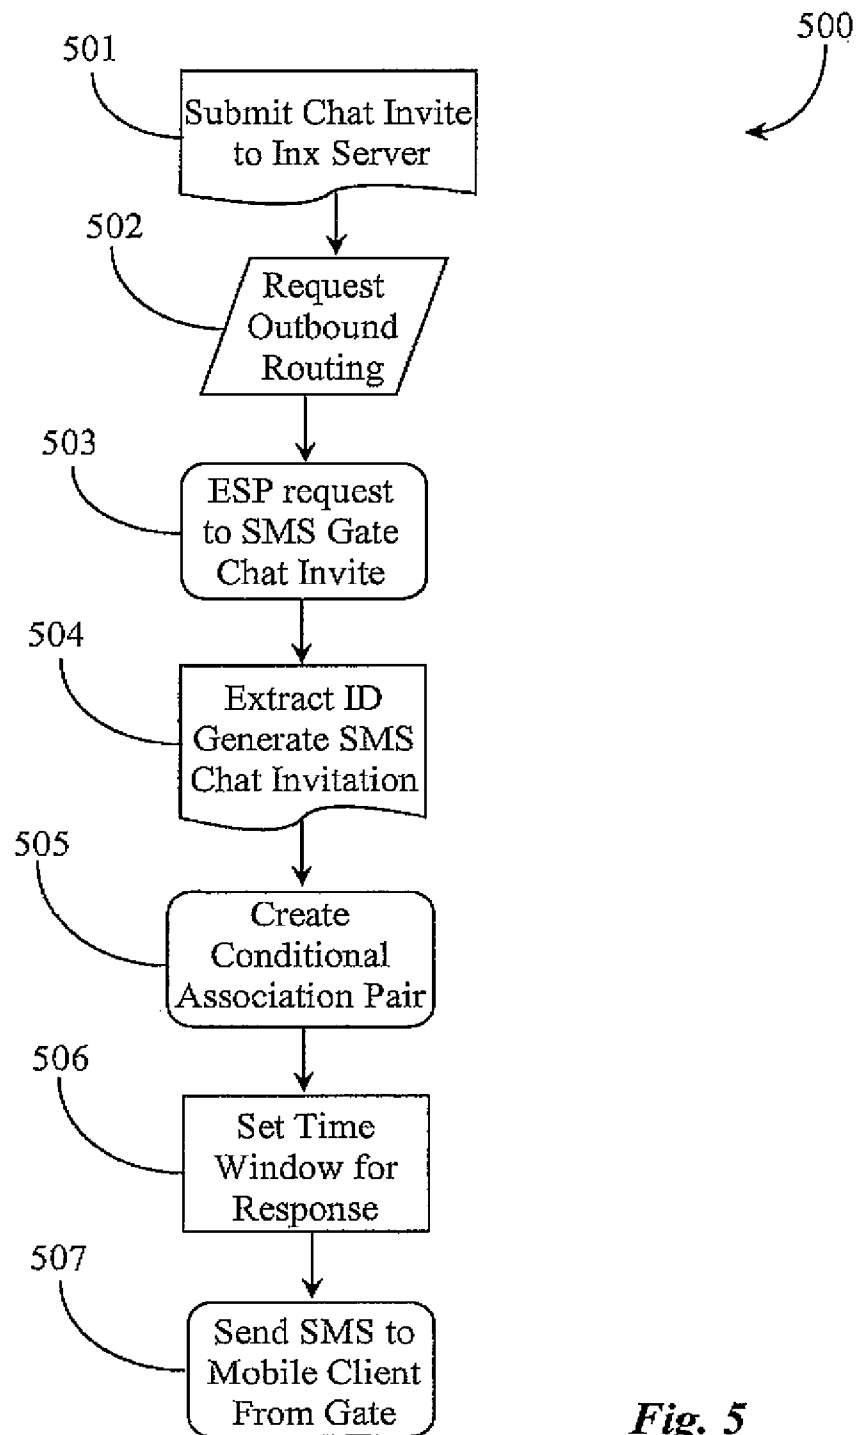 500
501
Submit Chat Invite
to Inx Server
502
Request
Outbound
Routing
503
ESP request
to SMS Gate
Chat Invite
504
Extract ID
Generate SMS
Chat Invitation
505
Create
Conditional
Association Pair
506
Set Time
Window for
Response
507
Send SMS to
Mobile Client
From Gate
Fig. 5